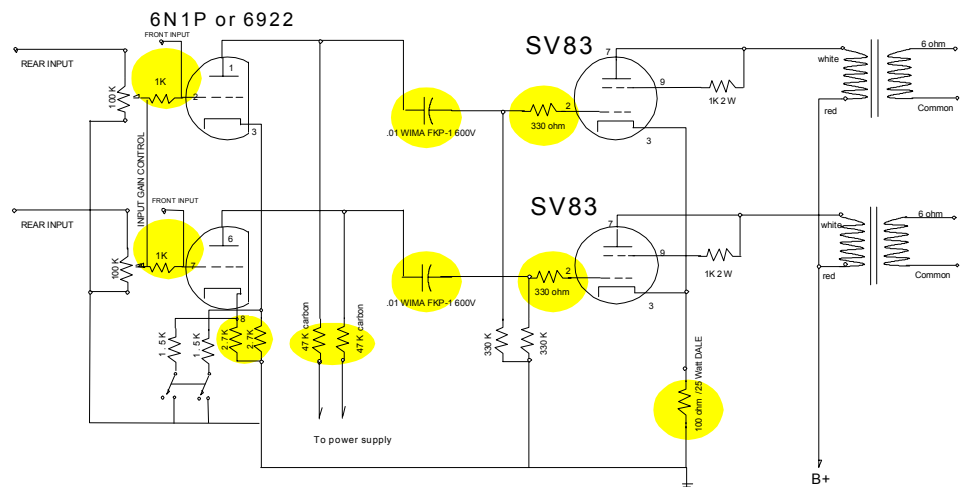 6N1P or 6922
FRONT INPUT
REAR INPUT
1K
100 K
1
2
3
INPUT GAIN CONTROL
.01 WIMA FKP-1 600V
SV83
7
9
2
330 ohm
3
1K 2 W
white
red
6 ohm
Common
FRONT INPUT
REAR INPUT
1K
100 K
6
7
8
.01 WIMA FKP-1 600V
SV83
7
9
2
330 ohm
3
1K 2 W
white
red
6 ohm
Common
1.5 K
1.5 K
2.7K
2.7K
47 K carbon
47 K carbon
330 K
330 K
100 ohm /25 Watt DALE
To power supply
B+